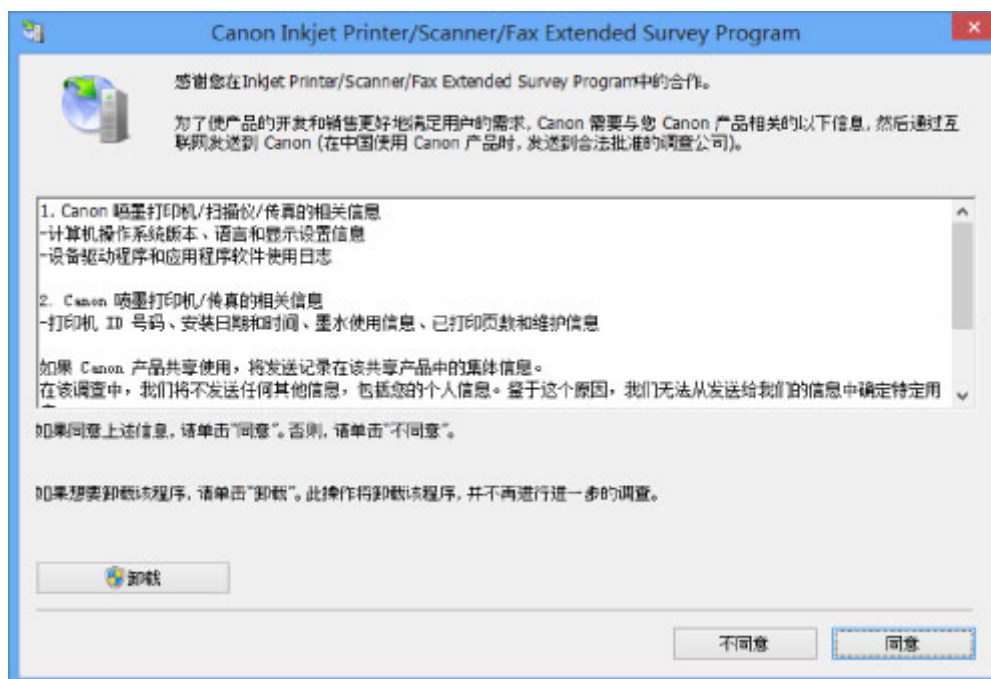 Canon Inkjet Printer/Scanner/Fax Extended Survey Program
感谢您在Inkjet Printer/Scanner/Fax Extended Survey Program中的合作。
为了使产品的开发和销售更好地满足用户的需求, Canon 需要与您 Canon 产品相关的以下信息, 然后通过互
联网发送到 Canon (在中国使用 Canon 产品时, 发送到合法批准的调查公司)。
1. Canon 喷墨打印机/扫描仪/传真的相关信息
-计算机操作系统版本、语言和显示设置信息
-设备驱动程序和应用程序软件使用日志
2. Canon 喷墨打印机/传真的相关信息
-打印机 ID 号码、安装日期和时间、墨水使用信息、已打印页数和维护信息
如果 Canon 产品共享使用，将发送记录在该共享产品中的集体信息。
在该调查中，我们将不发送任何其他信息，包括您的个人信息。鉴于这个原因，我们无法从发送给我们的信息中确定特定用
如果同意上述信息, 请单击"同意"。否则, 请单击"不同意"。
如果想要卸载该程序, 请单击"卸载"。此操作将卸载该程序, 并不再进行进一步的调查。
卸载
不同意
同意